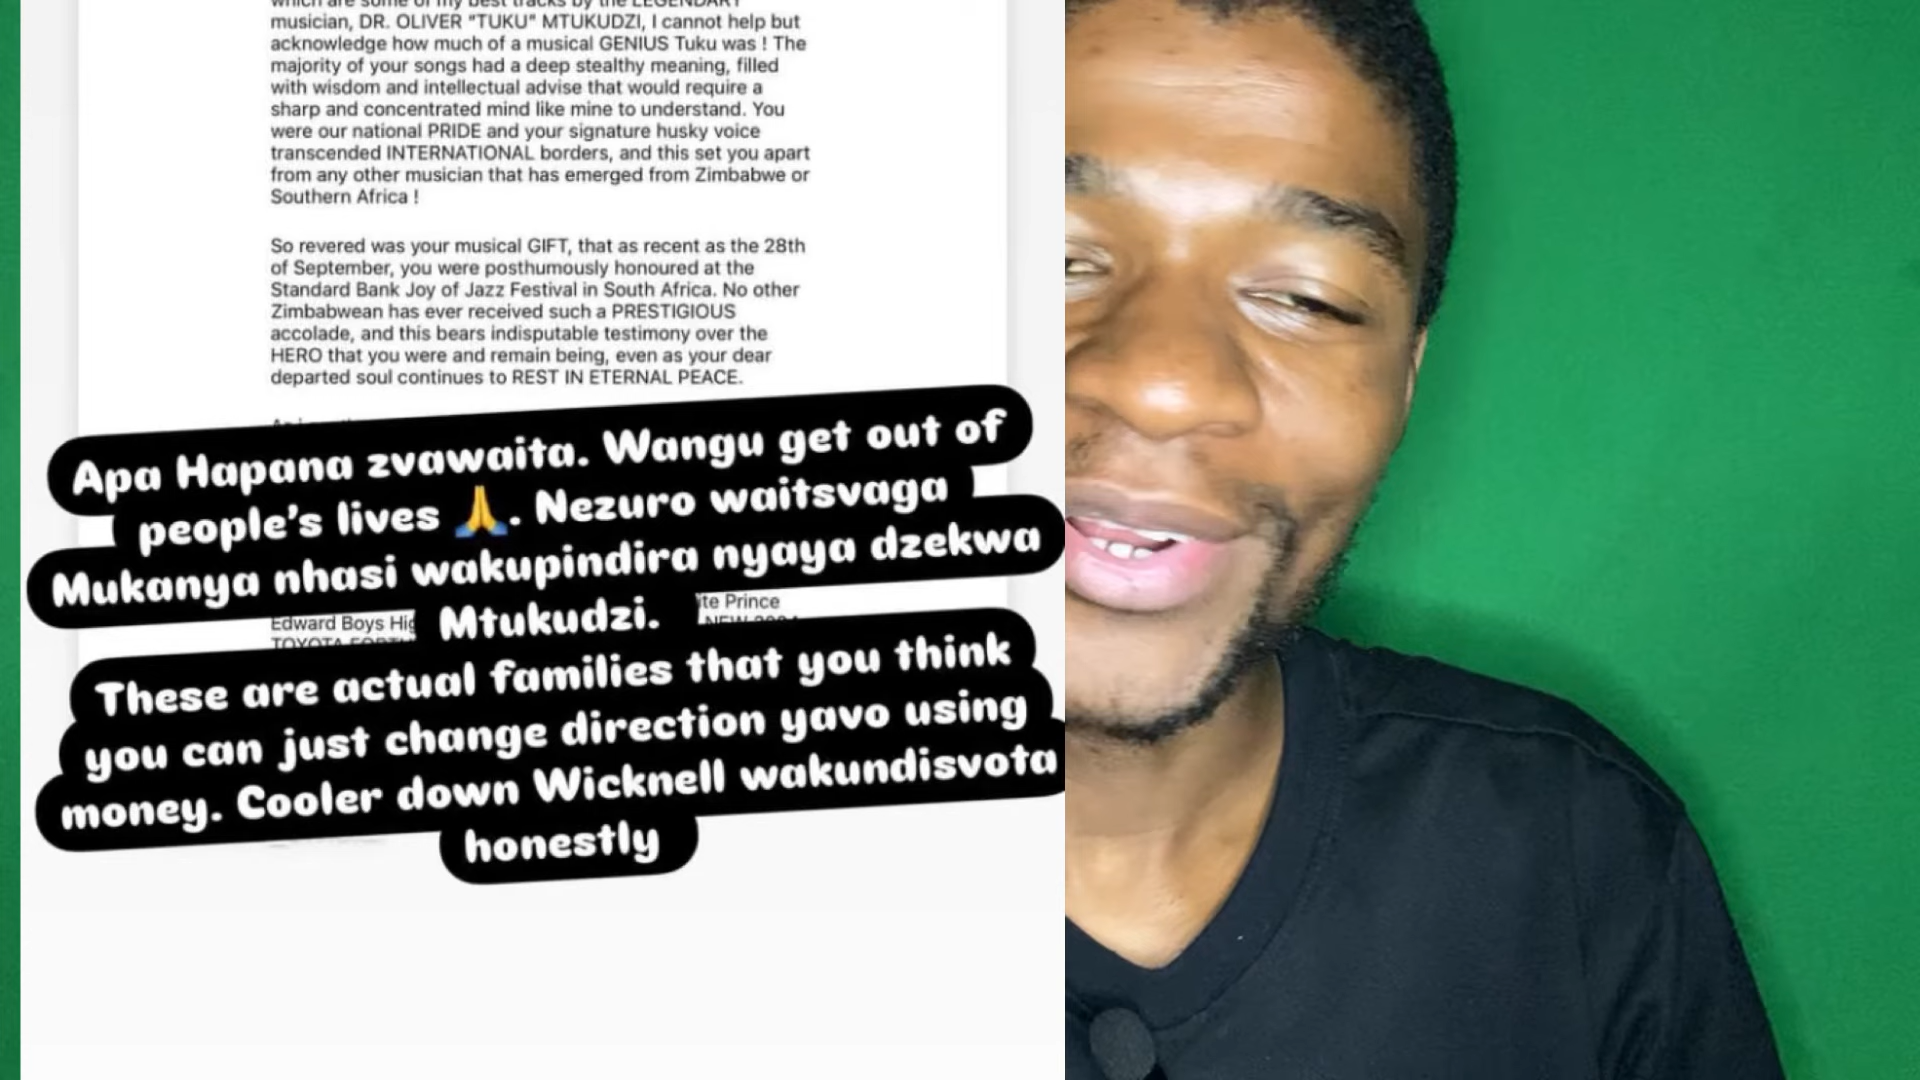 which are some of my best tracks by the LEGENDARY
musician, DR. OLIVER "TUKU" MTUKUDZI, I cannot help but
acknowledge how much of a musical GENIUS Tuku was ! The
majority of your songs had a deep stealthy meaning, filled
with wisdom and intellectual advise that would require a
sharp and concentrated mind like mine to understand. You
were our national PRIDE and your signature husky voice
transcended INTERNATIONAL borders, and this set you apart
from any other musician that has emerged from Zimbabwe or
Southern Africa !
So revered was your musical GIFT, that as recent as the 28th
of September, you were posthumously honoured at the
Standard Bank Joy of Jazz Festival in South Africa. No other
Zimbabwean has ever received such a PRESTIGIOUS
accolade, and this bears indisputable testimony over the
HERO that you were and remain being, even as your dear
departed soul continues to REST IN ETERNAL PEACE.
Apa Hapana zvawaita. Wangu get out of
people's lives 🙏. Nezuro waitsvaga
Mukanya nhasi wakupindira nyaya dzekwa
Mtukudzi.
Prince
Edward Boys
TOYOTA
These are actual families that you think
you can just change direction yavo using
money. Cooler down Wicknell wakundisvota
honestly